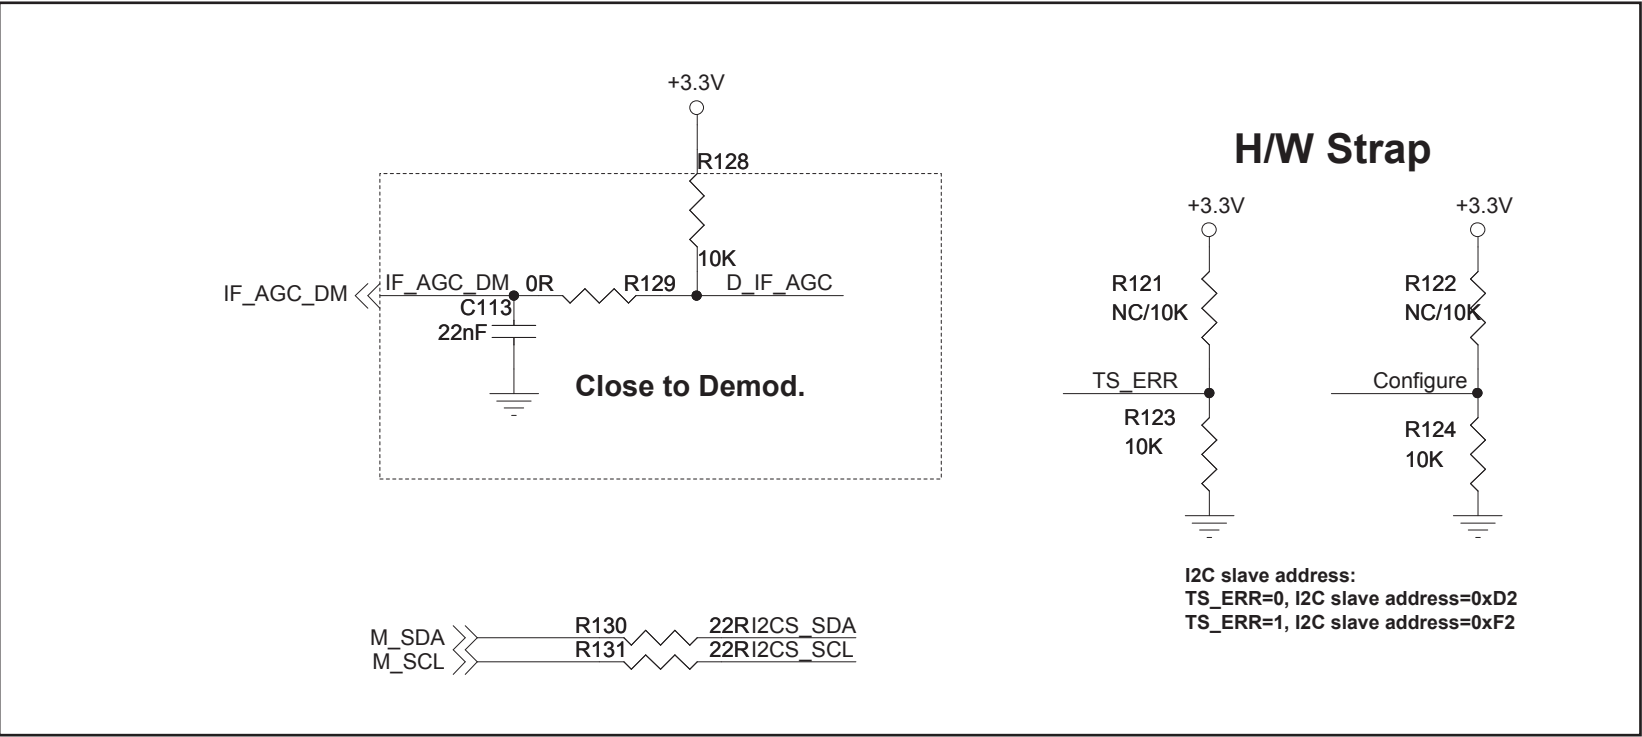 +3.3V
R128
10K
IF_AGC_DM
IF_AGC_DM
0R
R129
D_IF_AGC
C113
22nF
Close to Demod.
M_SDA
R130
22R
I2CS_SDA
M_SCL
R131
22R
I2CS_SCL
H/W Strap
+3.3V
R121
NC/10K
TS_ERR
R123
10K
+3.3V
R122
NC/10K
Configure
R124
10K
I2C slave address:
TS_ERR=0, I2C slave address=0xD2
TS_ERR=1, I2C slave address=0xF2